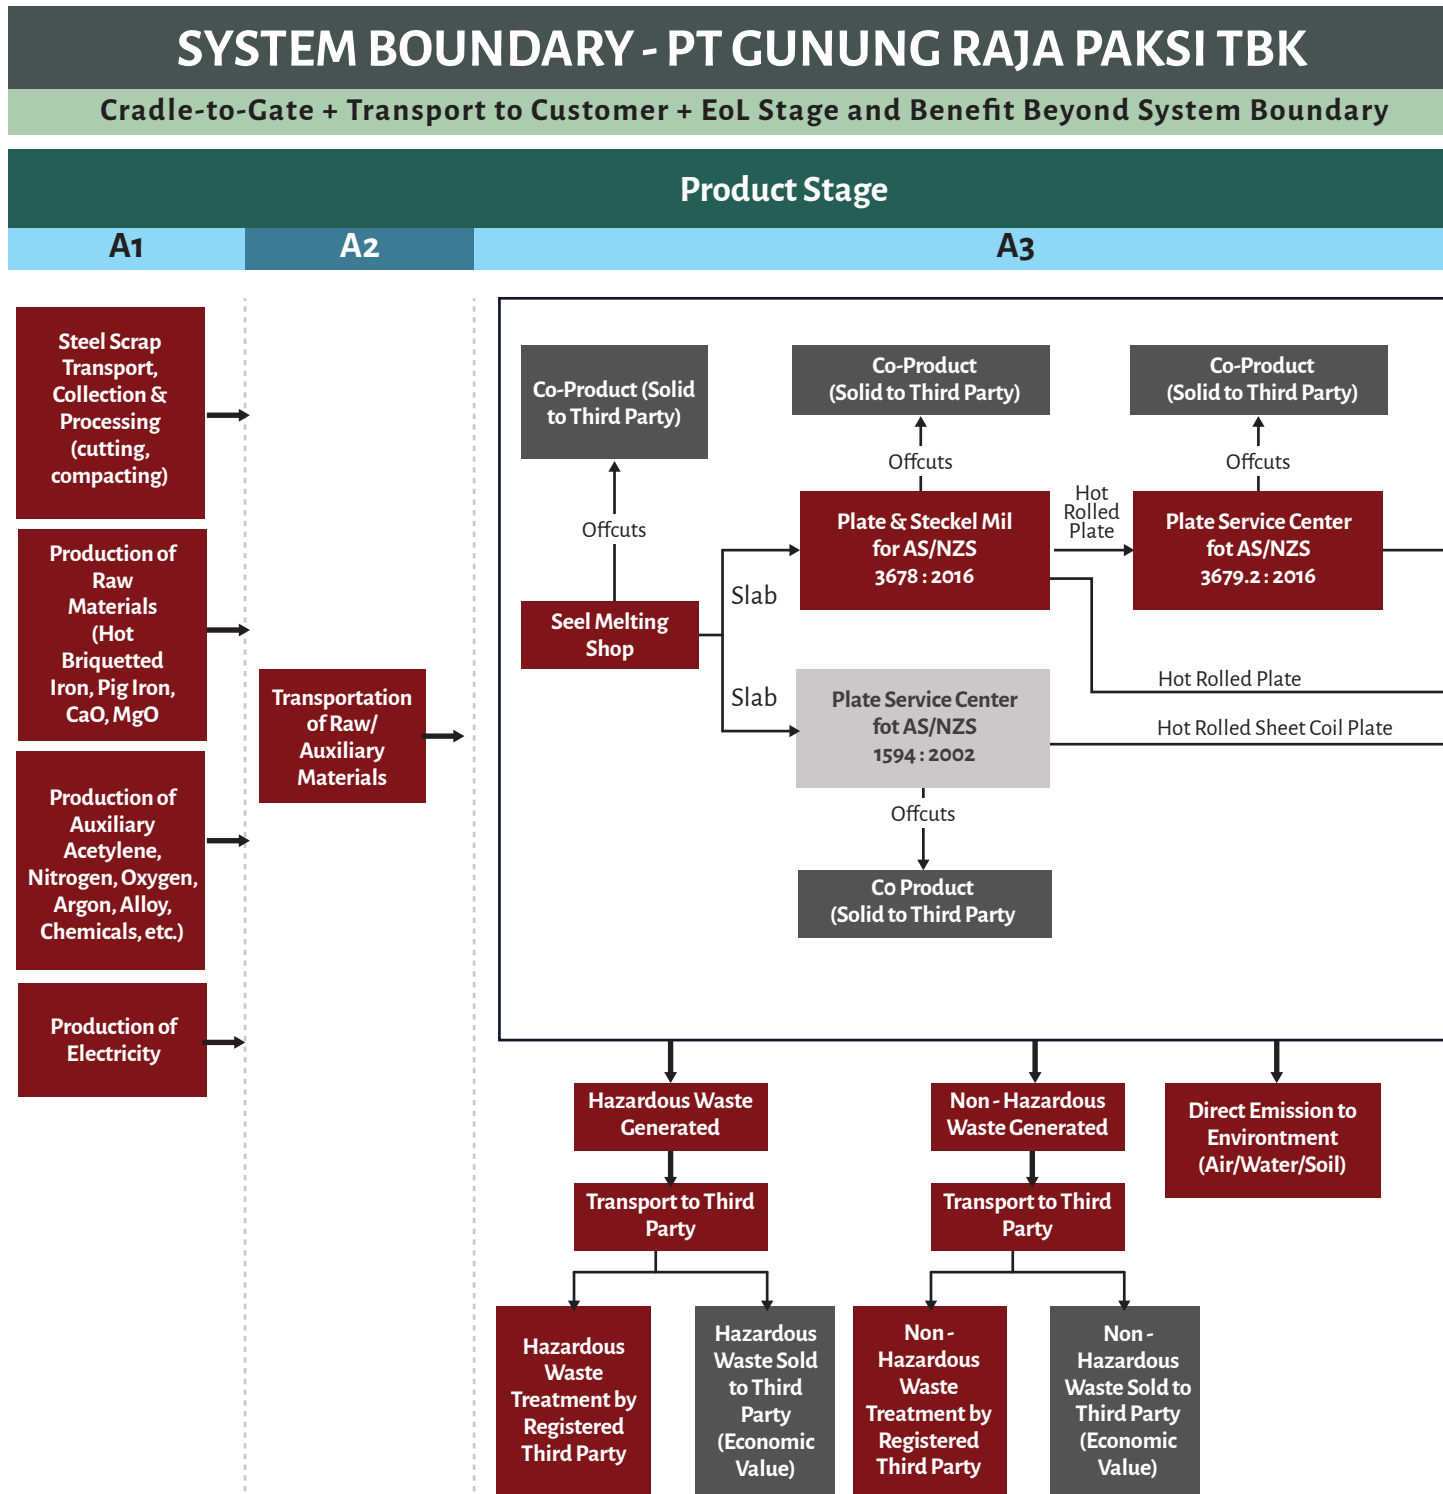 SYSTEM BOUNDARY - PT GUNUNG RAJA PAKSI TBK
Cradle-to-Gate + Transport to Customer + EoL Stage and Benefit Beyond System Boundary
Product Stage
A1
A2
A3
Steel Scrap
Transport,
Collection &
Processing
(cutting,
compacting)
Production of
Raw
Materials
(Hot
Briquetted
Iron, Pig Iron,
CaO, MgO
Production of
Auxiliary
Acetylene,
Nitrogen, Oxygen,
Argon, Alloy,
Chemicals, etc.)
Production of
Electricity
Transportation
of Raw/
Auxiliary
Materials
Co-Product (Solid
to Third Party)
Offcuts
Seel Melting
Shop
Slab
Slab
Co-Product
(Solid to Third Party)
Offcuts
Plate & Steckel Mil
for AS/NZS
3678 : 2016
Hot
Rolled
Plate
Co-Product
(Solid to Third Party)
Offcuts
Plate Service Center
fot AS/NZS
3679.2 : 2016
Hot Rolled Plate
Plate Service Center
fot AS/NZS
1594 : 2002
Hot Rolled Sheet Coil Plate
Offcuts
C0 Product
(Solid to Third Party
Hazardous Waste
Generated
Transport to Third
Party
Hazardous
Waste
Treatment by
Registered
Third Party
Hazardous
Waste Sold
to Third
Party
(Economic
Value)
Non - Hazardous
Waste Generated
Transport to Third
Party
Non -
Hazardous
Waste
Treatment by
Registered
Third Party
Non -
Hazardous
Waste Sold to
Third Party
(Economic
Value)
Direct Emission to
Environtment
(Air/Water/Soil)